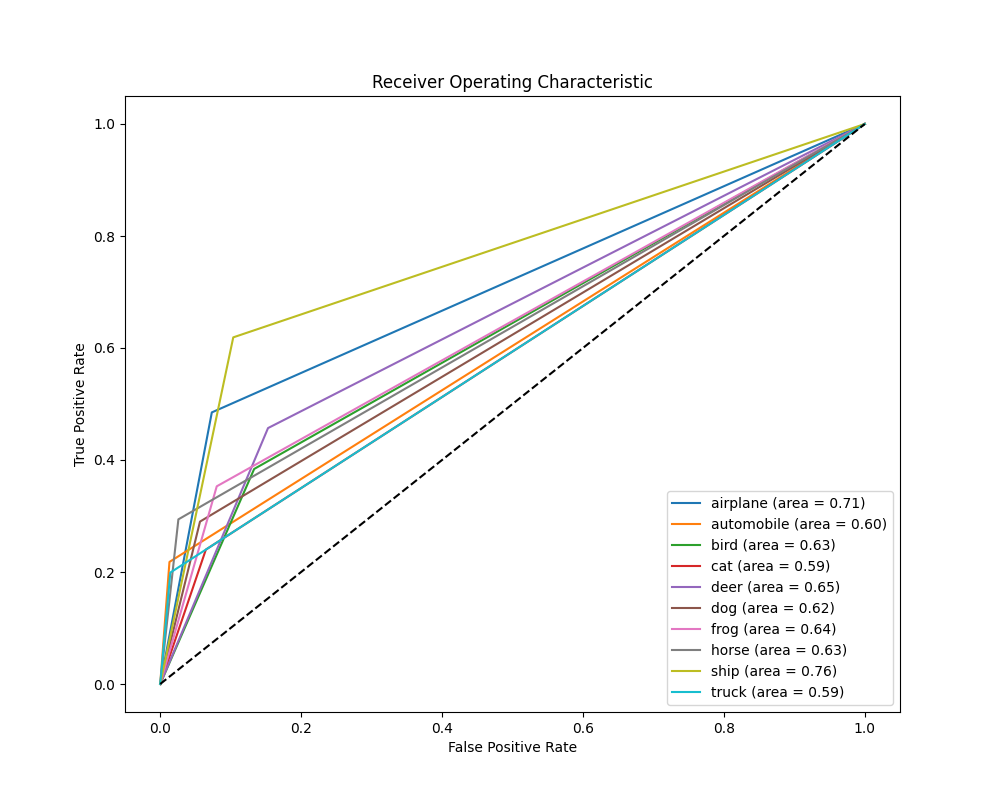 Receiver Operating Characteristic
True Positive Rate
1.0
0.8
0.6
0.4
0.2
0.0
airplane (area = 0.71)
automobile (area = 0.60)
bird (area = 0.63)
cat (area = 0.59)
deer (area = 0.65)
dog (area = 0.62)
frog (area = 0.64)
horse (area = 0.63)
ship (area = 0.76)
truck (area = 0.59)
0.0 0.2 0.4 0.6 0.8 1.0
False Positive Rate